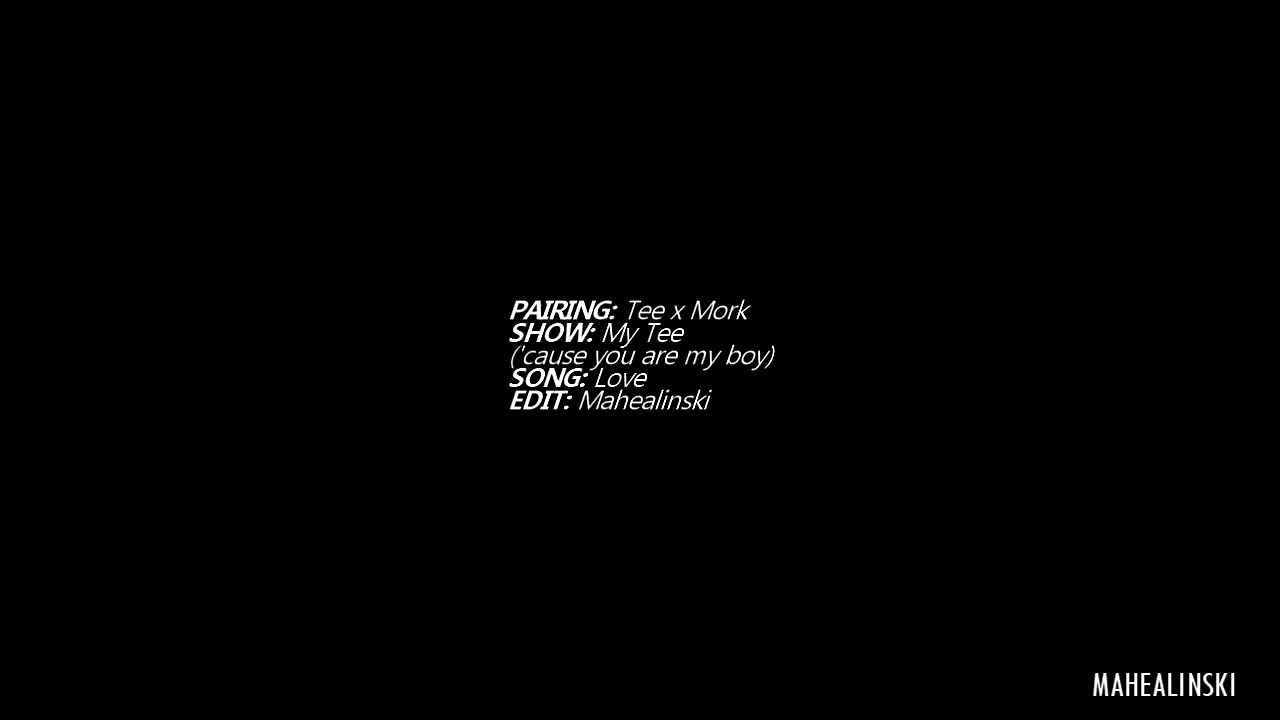 PAIRING: Tee x Mork
SHOW: My Tee
('cause you are my boy)
SONG: Love
EDIT: Mahealinski
MAHEALINSKI